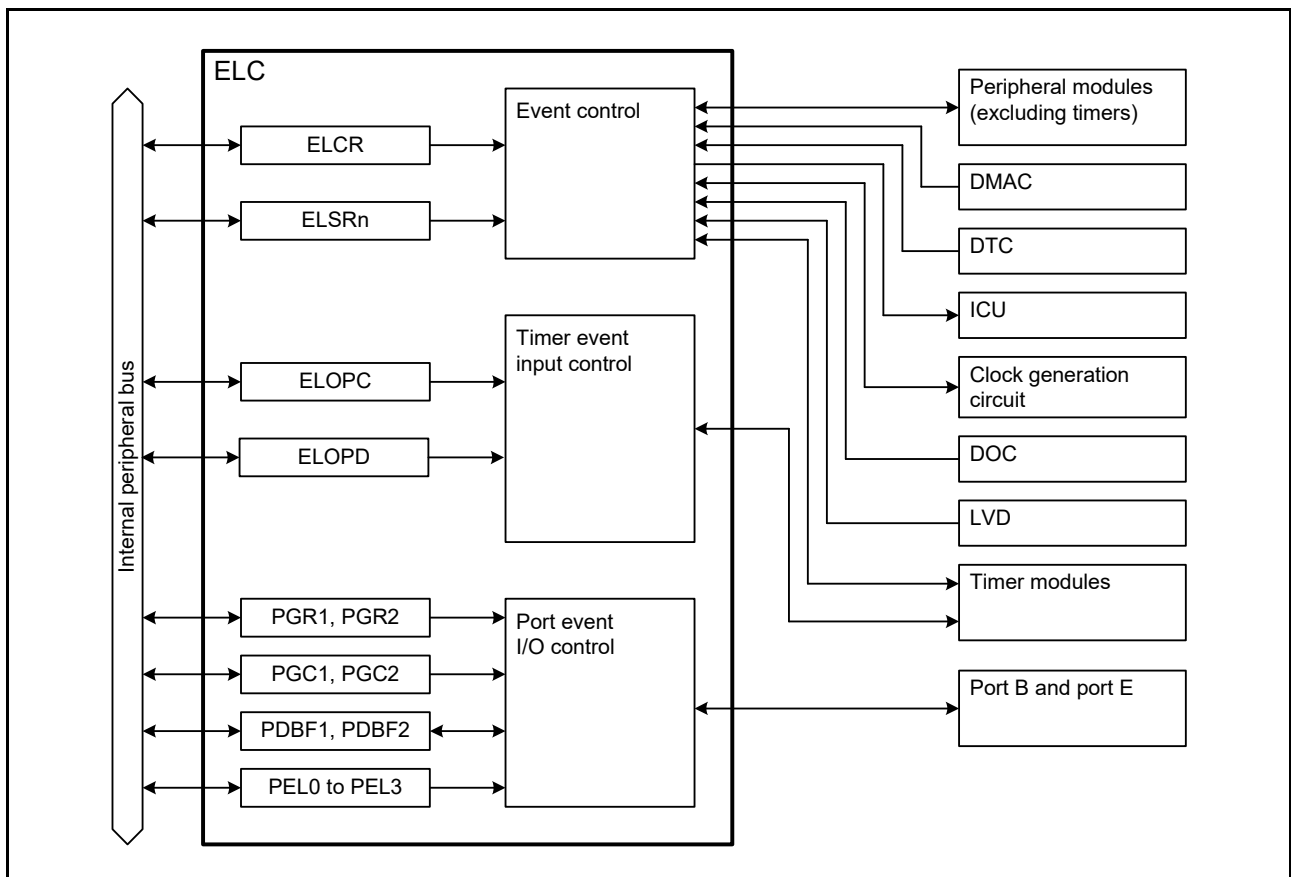 ELC
Internal peripheral bus
ELCR
ELSRn
ELOPC
ELOPD
PGR1, PGR2
PGC1, PGC2
PDBF1, PDBF2
PEL0 to PEL3
Event control
Timer event
input control
Port event
I/O control
Peripheral modules
(excluding timers)
DMAC
DTC
ICU
Clock generation
circuit
DOC
LVD
Timer modules
Port B and port E